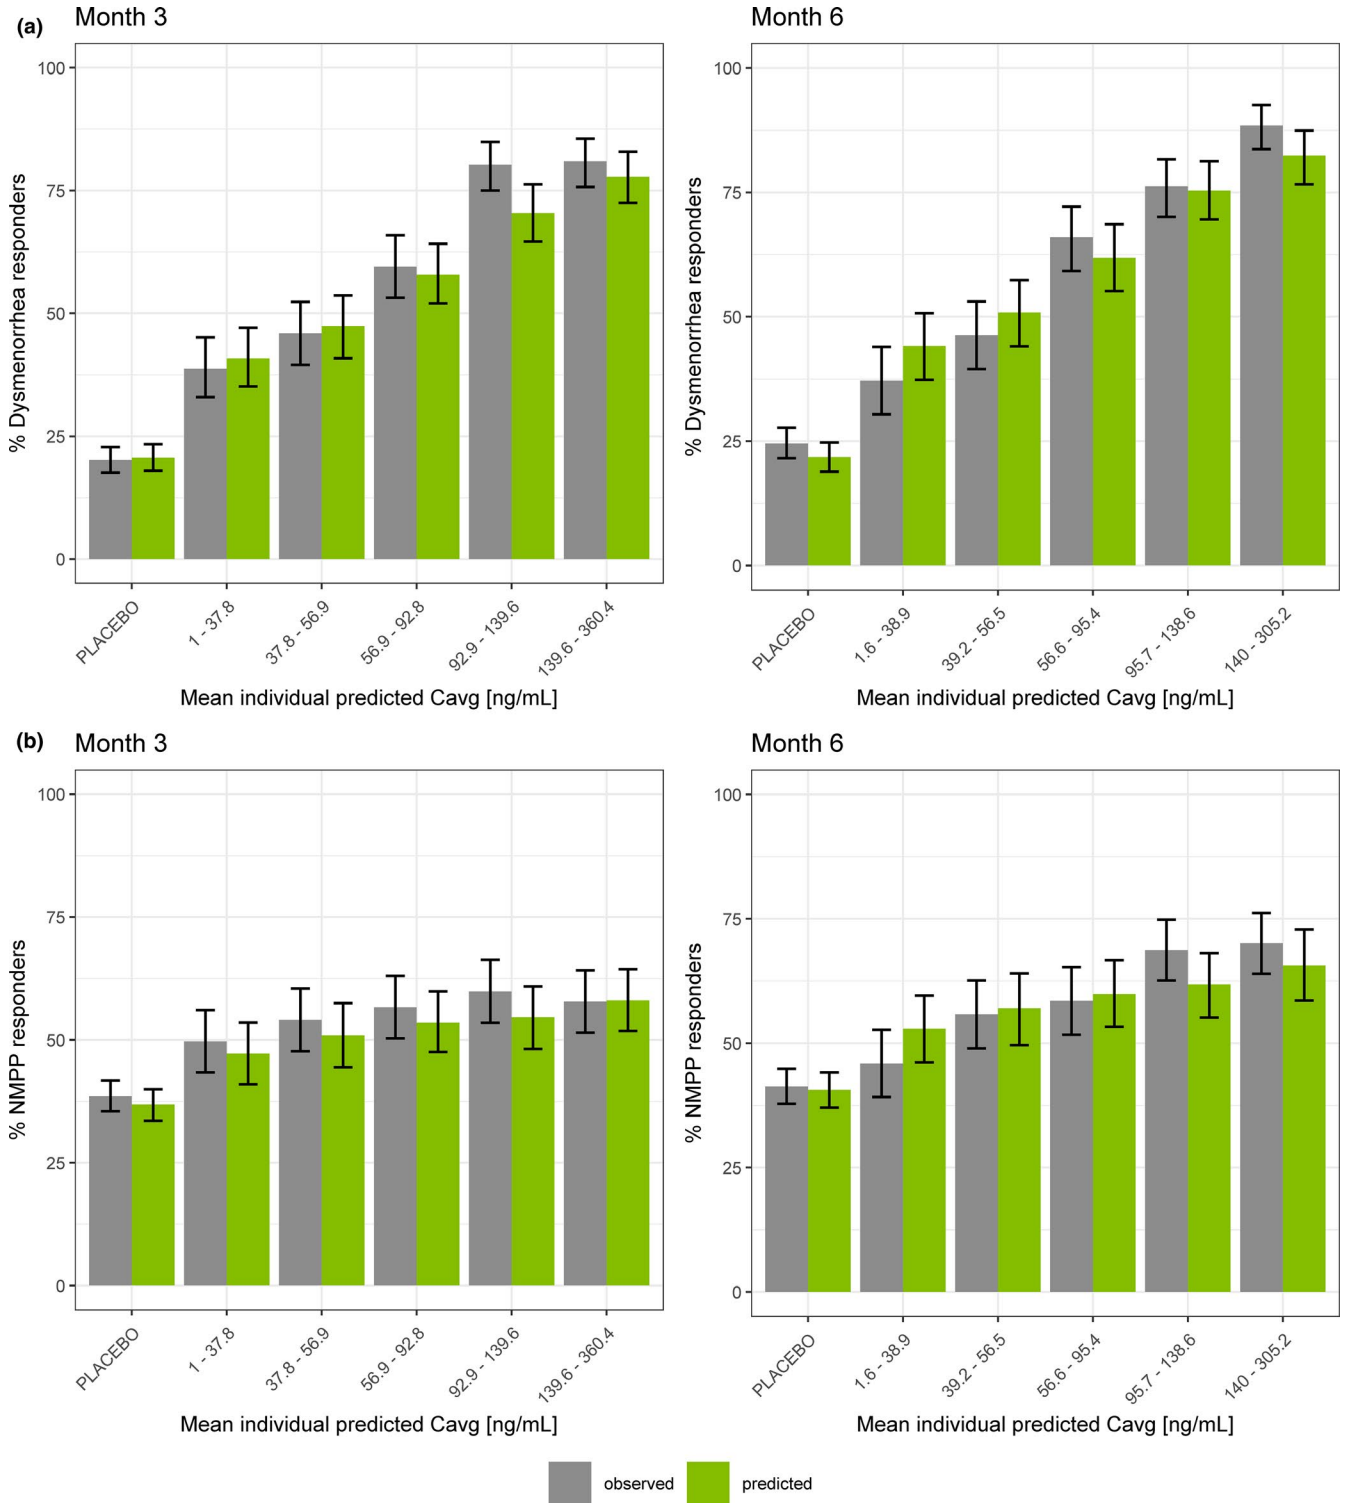 (a)
Month 3
% Dysmenorrhea responders
100
75
50
25
0
PLACEBO
1 - 37.8
37.8 - 56.9
56.9 - 92.8
92.9 - 139.6
139.6 - 360.4
Mean individual predicted Cavg [ng/mL]
Month 6
% Dysmenorrhea responders
100
75
50
25
0
PLACEBO
1.6 - 38.9
39.2 - 56.5
56.6 - 95.4
95.7 - 138.6
140 - 305.2
Mean individual predicted Cavg [ng/mL]
(b)
Month 3
% NMPP responders
100
75
50
25
0
PLACEBO
1 - 37.8
37.8 - 56.9
56.9 - 92.8
92.9 - 139.6
139.6 - 360.4
Mean individual predicted Cavg [ng/mL]
Month 6
% NMPP responders
100
75
50
25
0
PLACEBO
1.6 - 38.9
39.2 - 56.5
56.6 - 95.4
95.7 - 138.6
140 - 305.2
Mean individual predicted Cavg [ng/mL]
observed
predicted